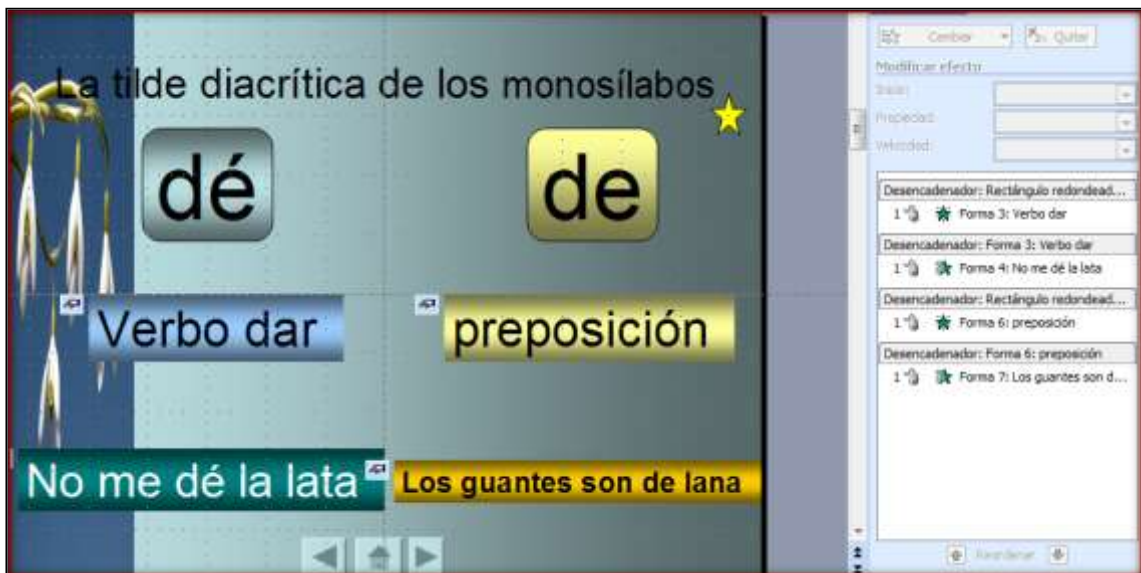 La tilde diacrítica de los monosílabos
dé
de
Verbo dar
preposición
No me dé la lata
Los guantes son de lana
Cambiar
Quitar
Modificar efecto
Inicio:
Propiedad:
Velocidad:
Desencadenador: Rectángulo redondead...
1 Forma 3: Verbo dar
Desencadenador: Forma 3: Verbo dar
1 Forma 4: No me dé la lata
Desencadenador: Rectángulo redondead...
1 Forma 6: preposición
Desencadenador: Forma 6: preposición
1 Forma 7: Los guantes son d...
Reordenar